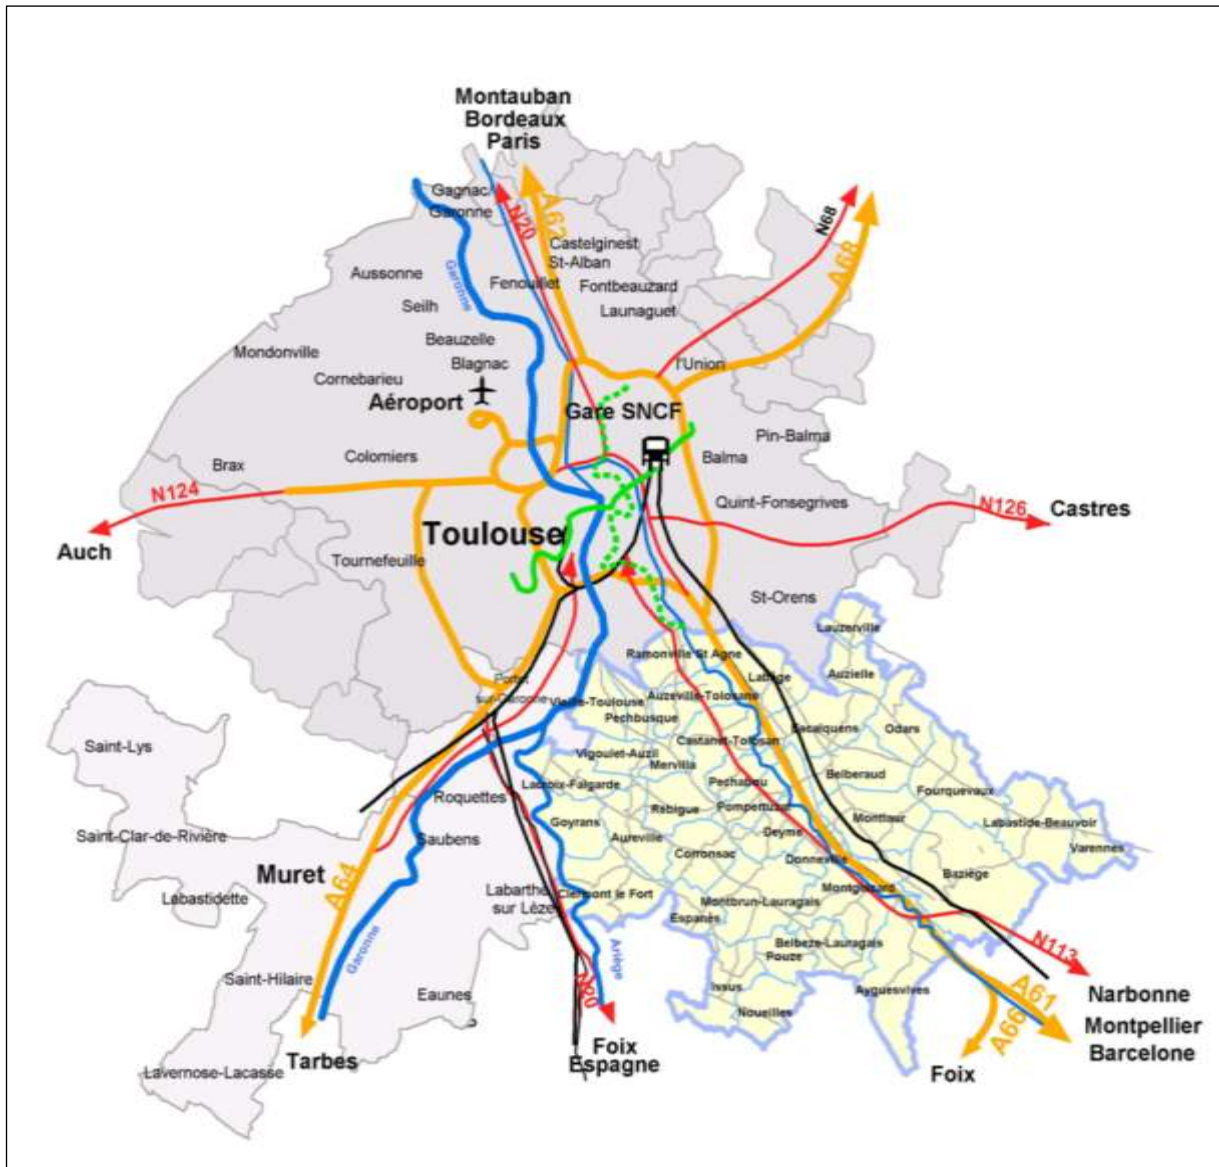 Montauban
Bordeaux
Paris
Gagnac/
Garonne
N20
A62
N68
A68
Castelginest
St-Alban
Aussonne
Garonne
Fenouillet
Fontbeauzard
Seilh
Launaguet
Beauzelle
Mondonville
Blagnac
l'Union
Cornebarieu
Aéroport
Gare SNCF
Pin-Balma
Brax
Colomiers
Balma
N124
Quint-Fonsegrives
N126
Castres
Auch
Toulouse
Tournefeuille
St-Orens
Lauzerville
Ramonville St Agne
Labège
Auzielle
Portet
sur-Garonne
Vieille-Toulouse
Auzeville-Tolosane
Pechbusque
Escalquens
Odars
Saint-Lys
Castanet-Tolosan
Vigoulet-Auzil
Mervilla
Belberaud
Lacroix-Falgarde
Pechabou
Fourquevaux
Roquettes
Rebigue
Pompertuzat
Saint-Clar-de-Rivière
Saubens
Goyrans
Aureville
Deyme
Montlaur
Labastide-Beauvoir
Varennes
Corronsac
Donneville
Muret
A64
Baziège
Labastidette
Labarthe
sur Lèze
Clermont le Fort
Montgiscard
Montbrun-Lauragais
Espanès
Garonne
Ariège
Belbeze-Lauragais
Pouze
N113
Saint-Hilaire
Eaunes
N20
Issus
Ayguesvives
Noueilles
A61
A66
Narbonne
Montpellier
Barcelone
Tarbes
Foix
Espagne
Foix
Lavernose-Lacasse